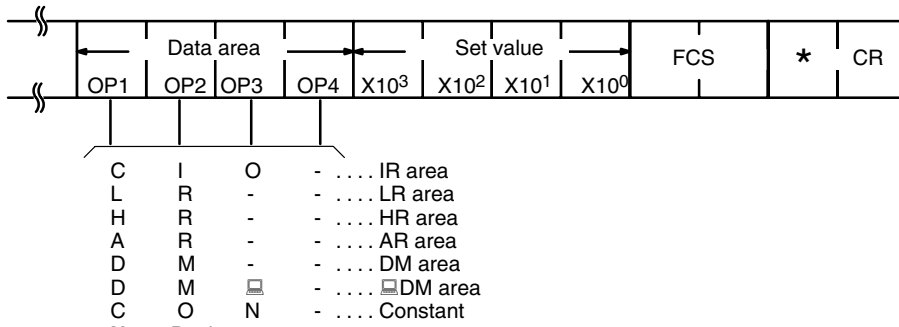 Data area Set value FCS * CR
OP1 OP2 OP3 OP4 X10³ X10² X10¹ X10⁰
C I O - . . . . IR area
L R - - . . . . LR area
H R - - . . . . HR area
A R - - . . . . AR area
D M - - . . . . DM area
D M 💻 - . . . . 💻DM area
C O N - . . . . Constant